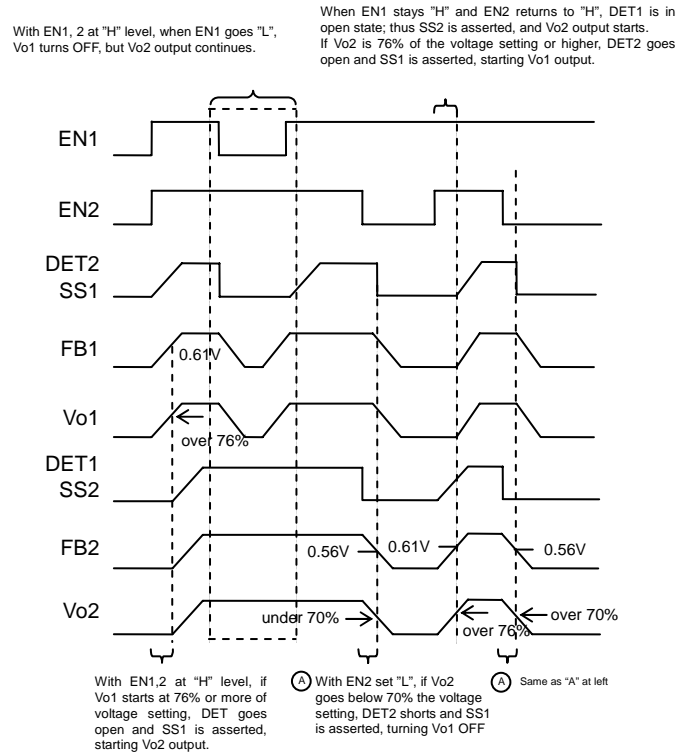 With EN1, 2 at "H" level, when EN1 goes "L",
Vo1 turns OFF, but Vo2 output continues.
When EN1 stays "H" and EN2 returns to "H", DET1 is in
open state; thus SS2 is asserted, and Vo2 output starts.
If Vo2 is 76% of the voltage setting or higher, DET2 goes
open and SS1 is asserted, starting Vo1 output.
EN1
EN2
DET2
SS1
FB1
0.61V
Vo1
over 76%
DET1
SS2
FB2
0.56V
0.61V
0.56V
Vo2
under 70%
over 76%
over 70%
With EN1,2 at "H" level, if
Vo1 starts at 76% or more of
voltage setting, DET goes
open and SS1 is asserted,
starting Vo2 output.
A With EN2 set "L", if Vo2
goes below 70% the voltage
setting, DET2 shorts and SS1
is asserted, turning Vo1 OFF
A Same as "A" at left